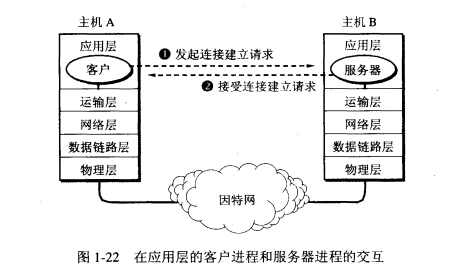 主机 A
主机 B
应用层
应用层
❶ 发起连接建立请求
客户
服务器
❷ 接受连接建立请求
运输层
运输层
网络层
网络层
数据链路层
数据链路层
物理层
物理层
因特网
图 1-22 在应用层的客户进程和服务器进程的交互